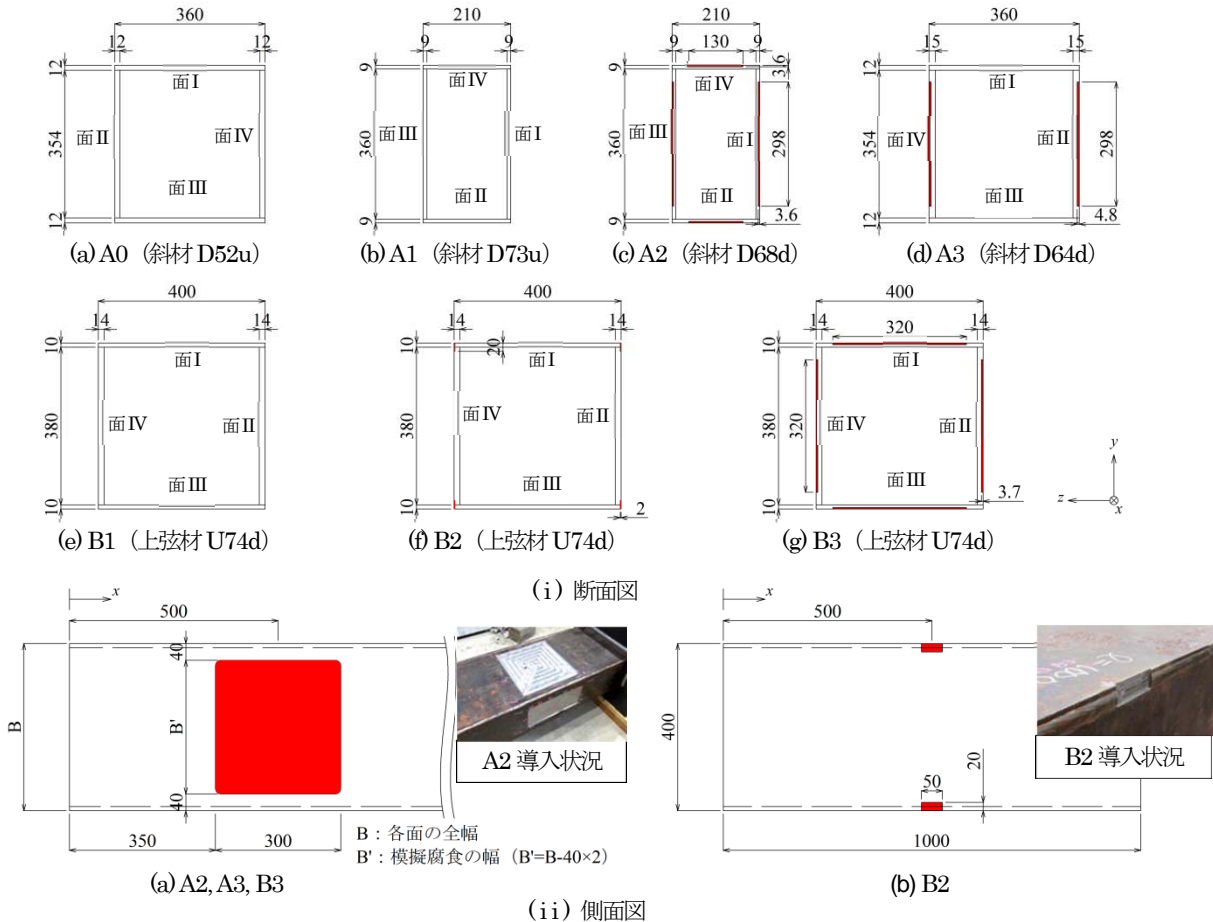 360
12
12
12
面Ⅰ
面Ⅱ
面Ⅳ
354
面Ⅲ
12
(a) A0（斜材 D52u）
210
9
9
9
面Ⅳ
面Ⅲ
面Ⅰ
360
面Ⅱ
9
(b) A1（斜材 D73u）
210
9
130
9
9
3.6
面Ⅳ
面Ⅲ
面Ⅰ
360
298
面Ⅱ
9
3.6
(c) A2（斜材 D68d）
360
15
15
12
面Ⅰ
面Ⅳ
面Ⅱ
354
298
面Ⅲ
12
4.8
(d) A3（斜材 D64d）
400
14
14
10
面Ⅰ
面Ⅳ
面Ⅱ
380
面Ⅲ
10
(e) B1（上弦材 U74d）
400
14
14
10
20
面Ⅰ
面Ⅳ
面Ⅱ
380
面Ⅲ
10
2
(f) B2（上弦材 U74d）
400
14
14
320
10
面Ⅰ
面Ⅳ
面Ⅱ
380
320
面Ⅲ
10
3.7
(g) B3（上弦材 U74d）
y
z
x
(i) 断面図
x
500
40
B
B'
40
350
300
A2 導入状況
B：各面の全幅
B'：模擬腐食の幅（B'=B-40×2）
(a) A2, A3, B3
x
500
400
50
20
1000
B2 導入状況
(b) B2
(ii) 側面図